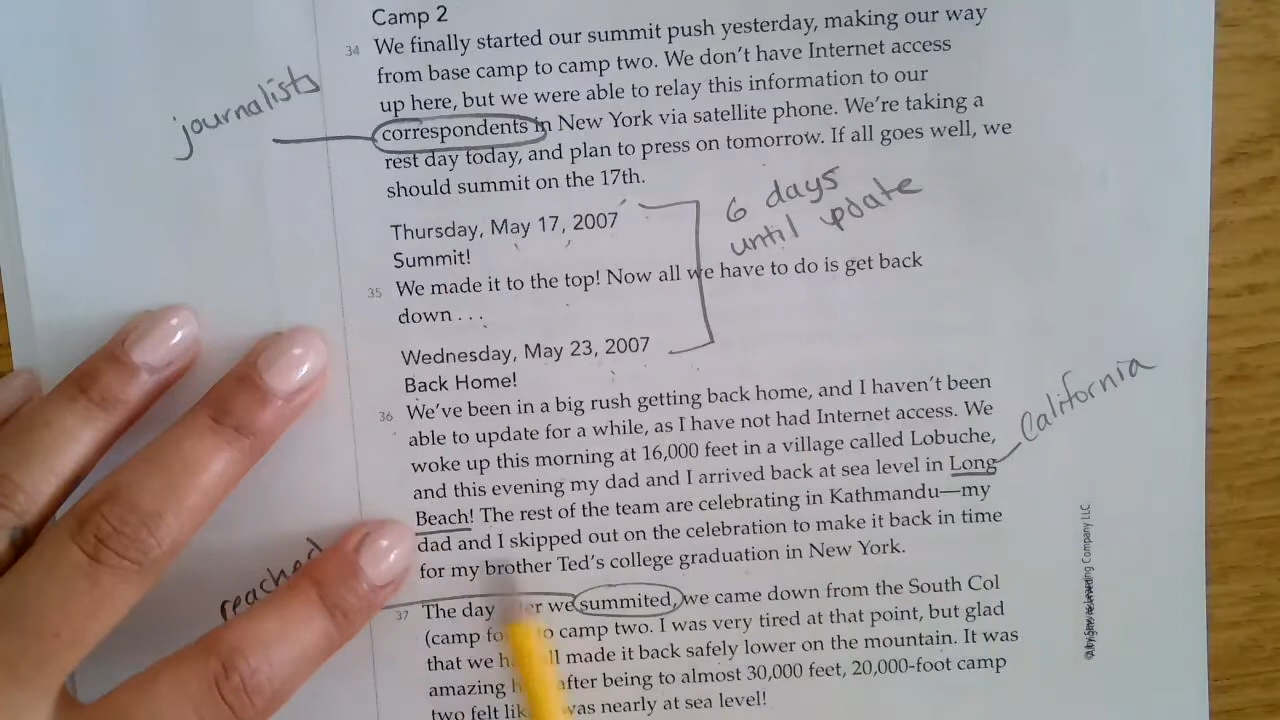 Camp 2
34 We finally started our summit push yesterday, making our way
from base camp to camp two. We don't have Internet access
up here, but we were able to relay this information to our
journalists
correspondents in New York via satellite phone. We're taking a
rest day today, and plan to press on tomorrow. If all goes well, we
should summit on the 17th.
6 days
until update
Thursday, May 17, 2007
Summit!
35 We made it to the top! Now all we have to do is get back
down . . .
Wednesday, May 23, 2007
Back Home!
36 We've been in a big rush getting back home, and I haven't been
able to update for a while, as I have not had Internet access. We
woke up this morning at 16,000 feet in a village called Lobuche,
California
and this evening my dad and I arrived back at sea level in Long
Beach! The rest of the team are celebrating in Kathmandu—my
dad and I skipped out on the celebration to make it back in time
for my brother Ted's college graduation in New York.
reached
37 The day we summited, we came down from the South Col
(camp to camp two. I was very tired at that point, but glad
that we made it back safely lower on the mountain. It was
amazing after being to almost 30,000 feet, 20,000-foot camp
two felt was nearly at sea level!
Company LLC.